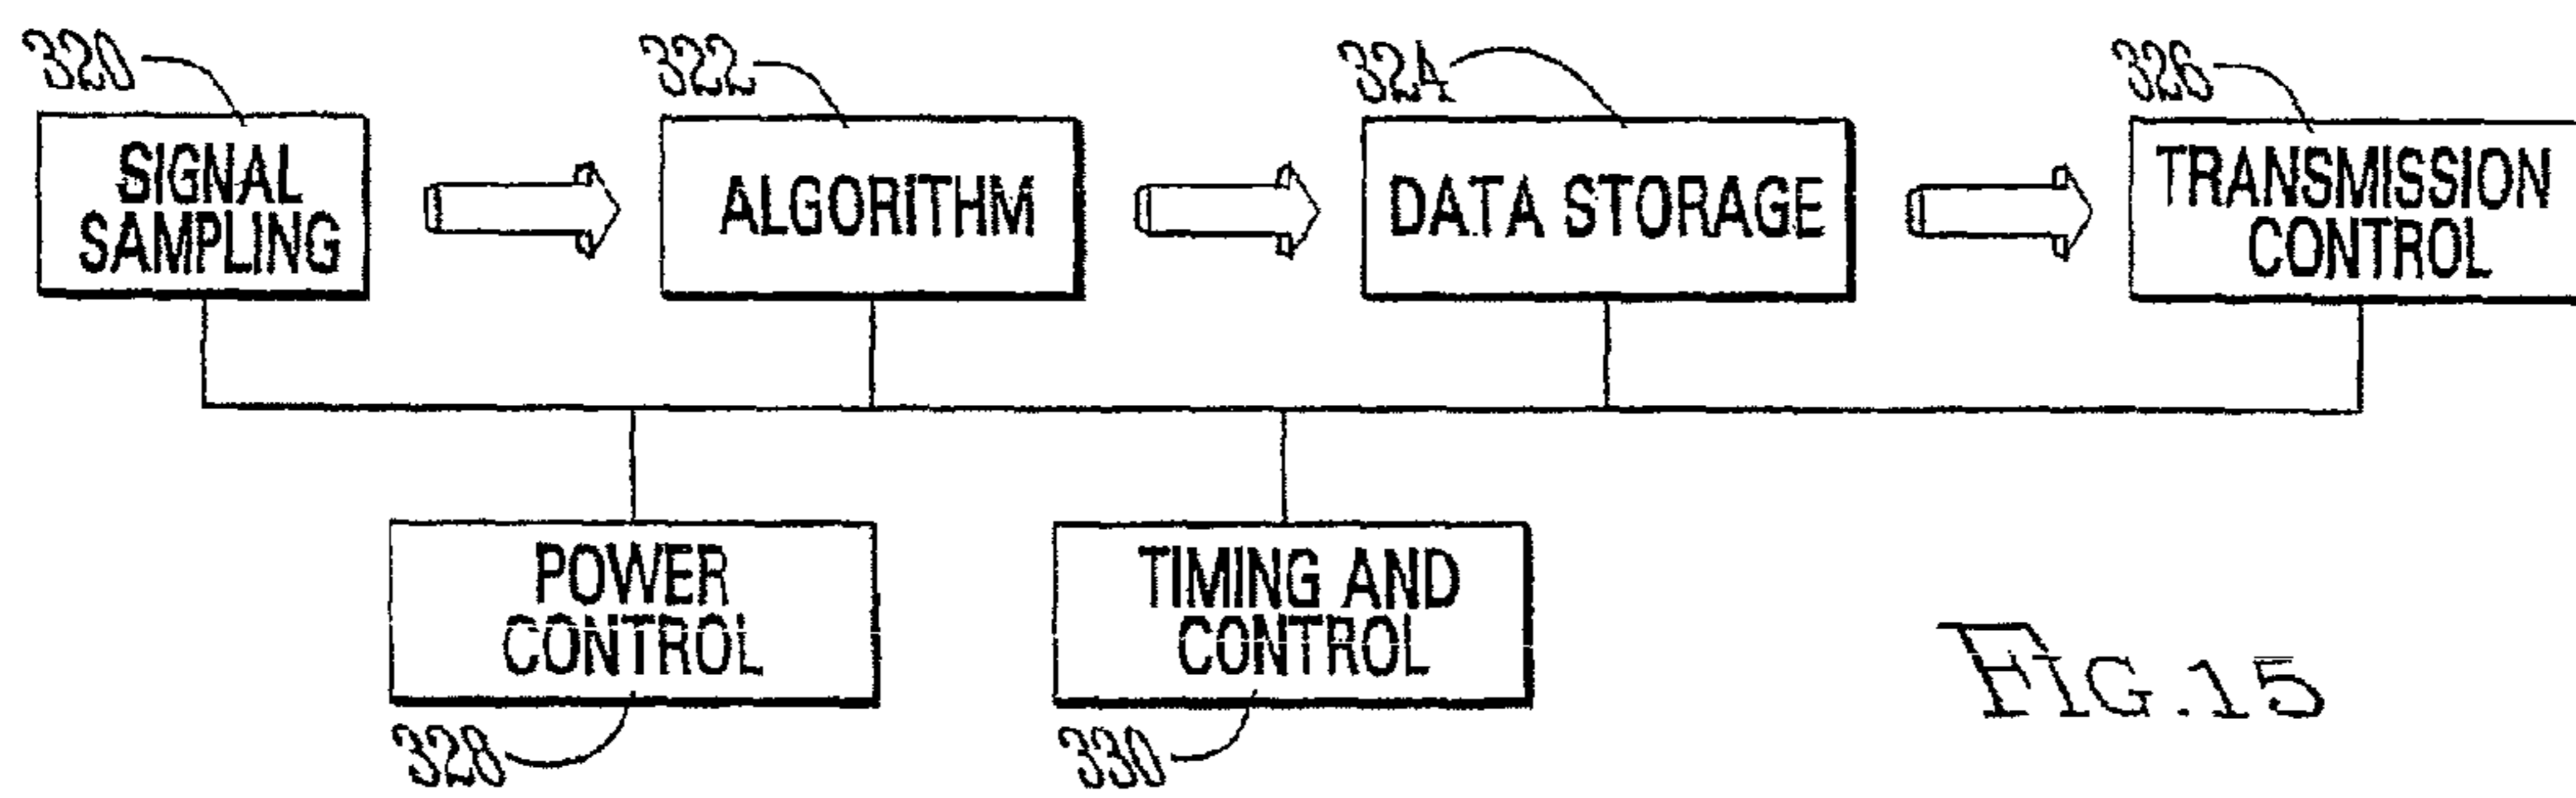 320
322
324
326
SIGNAL
SAMPLING
ALGORITHM
DATA STORAGE
TRANSMISSION
CONTROL
POWER
CONTROL
TIMING AND
CONTROL
328
330
FIG.15